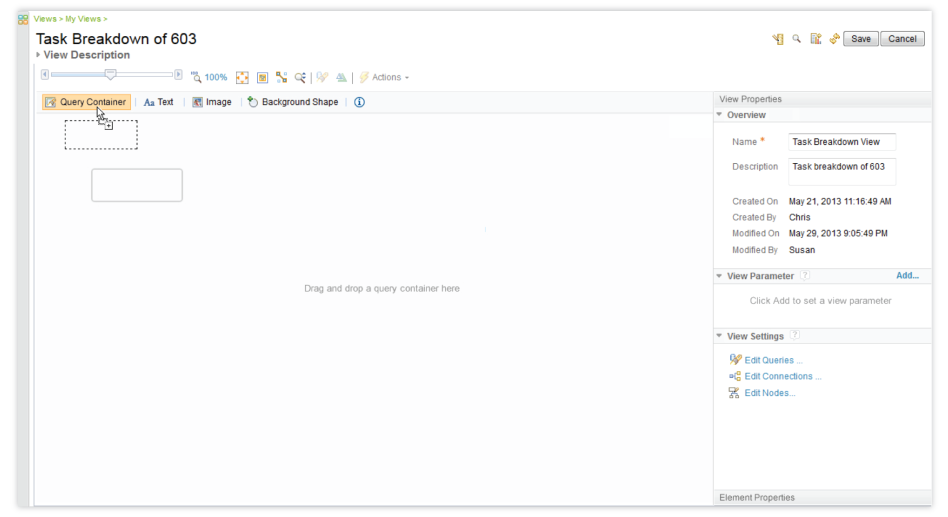 Views > My Views >
Task Breakdown of 603
View Description
100% Actions
Query Container Aa Text Image Background Shape
Drag and drop a query container here
Save Cancel
View Properties
Overview
Name * Task Breakdown View
Description Task breakdown of 603
Created On May 21, 2013 11:16:49 AM
Created By Chris
Modified On May 29, 2013 9:05:49 PM
Modified By Susan
View Parameter ? Add...
Click Add to set a view parameter
View Settings ?
Edit Queries ...
Edit Connections ...
Edit Nodes...
Element Properties